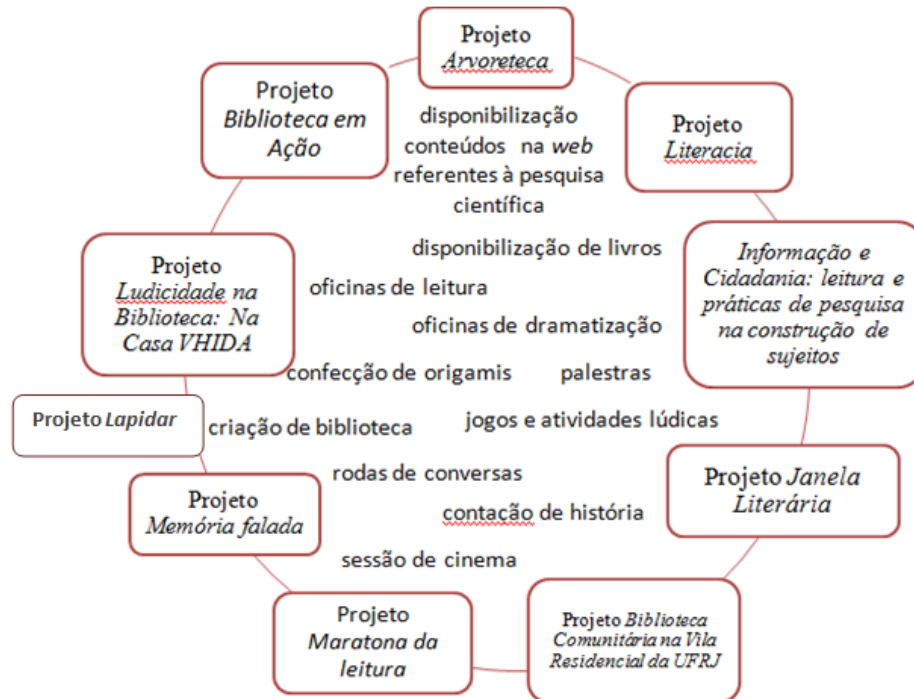 Projeto
Arvoreteca
Projeto
Biblioteca em
Ação
Projeto
Literacia
disponibilização
conteúdos na web
referentes à pesquisa
científica
Informação e
Cidadania: leitura e
práticas de pesquisa
na construção de
sujeitos
Projeto
Ludicidade na
Biblioteca: Na
Casa VHIDA
disponibilização de livros
oficinas de leitura
oficinas de dramatização
confecção de origamis
palestras
Projeto Lapidar
criação de biblioteca
jogos e atividades lúdicas
rodas de conversas
Projeto Janela
Literária
Projeto
Memória falada
contação de história
sessão de cinema
Projeto
Maratona da
leitura
Projeto Biblioteca
Comunitária na Vila
Residencial da UFRJ